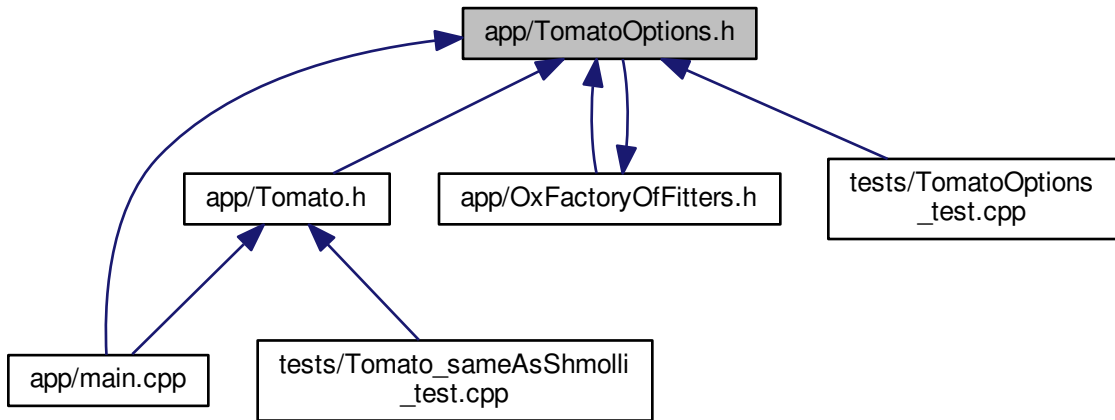 app/TomatoOptions.h
app/Tomato.h
app/OxFactoryOfFitters.h
tests/TomatoOptions
_test.cpp
app/main.cpp
tests/Tomato_sameAsShmolli
_test.cpp